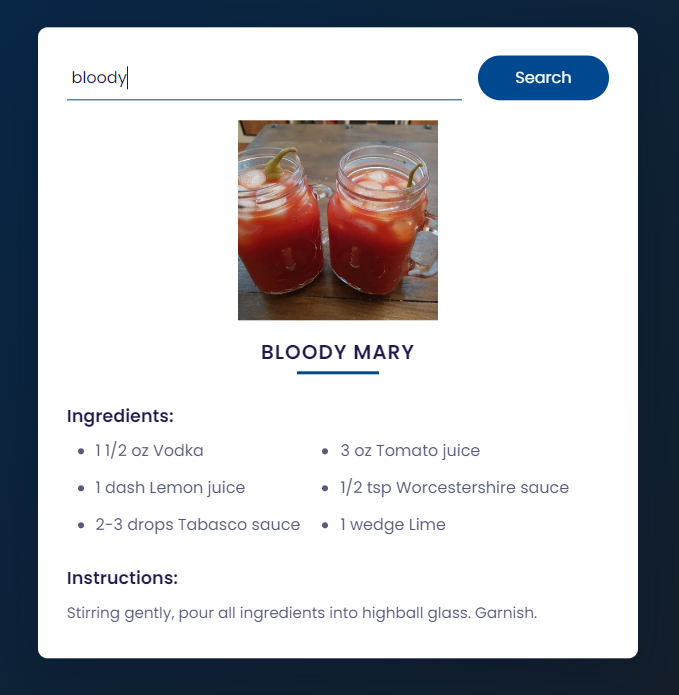 bloody
Search
BLOODY MARY
Ingredients:
1 1/2 oz Vodka
3 oz Tomato juice
1 dash Lemon juice
1/2 tsp Worcestershire sauce
2-3 drops Tabasco sauce
1 wedge Lime
Instructions:
Stirring gently, pour all ingredients into highball glass. Garnish.